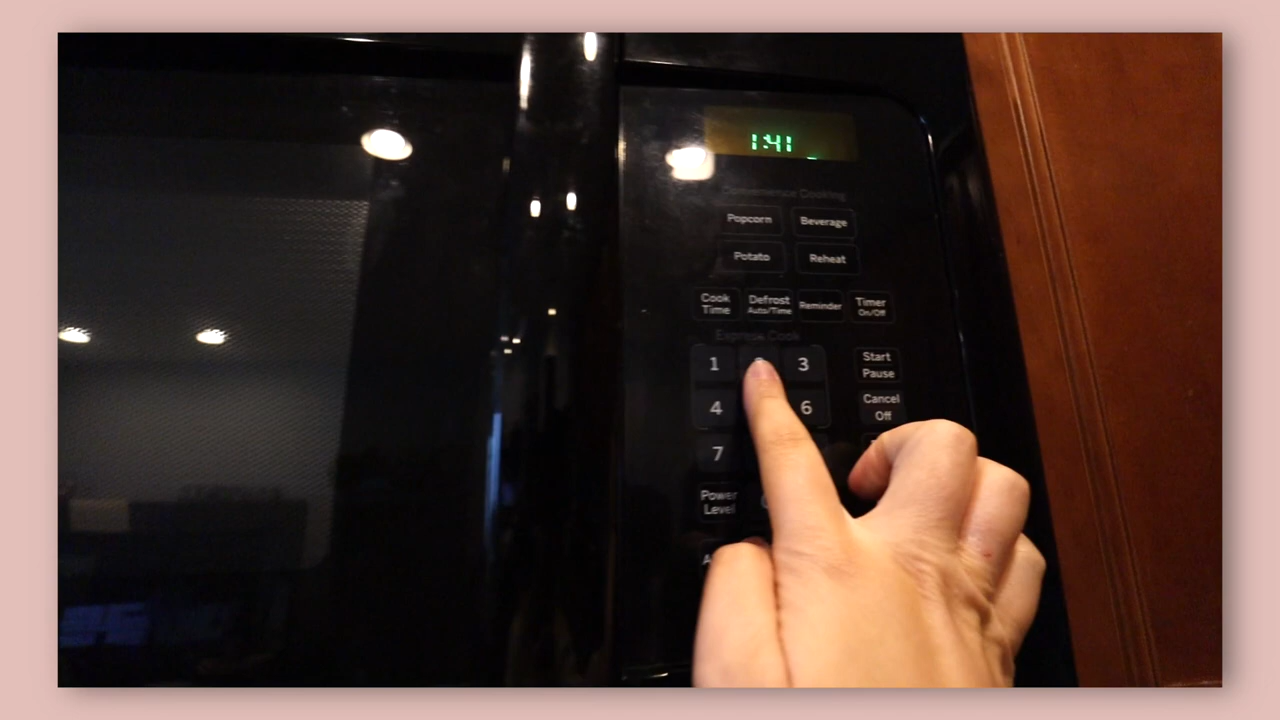 1:41
Convenience Cooking
Popcorn Beverage
Potato Reheat
Cook Time
Defrost Auto/Time
Reminder
Timer On/Off
Express Cook
1 2 3
Start Pause
4 6
Cancel Off
7
Power Level